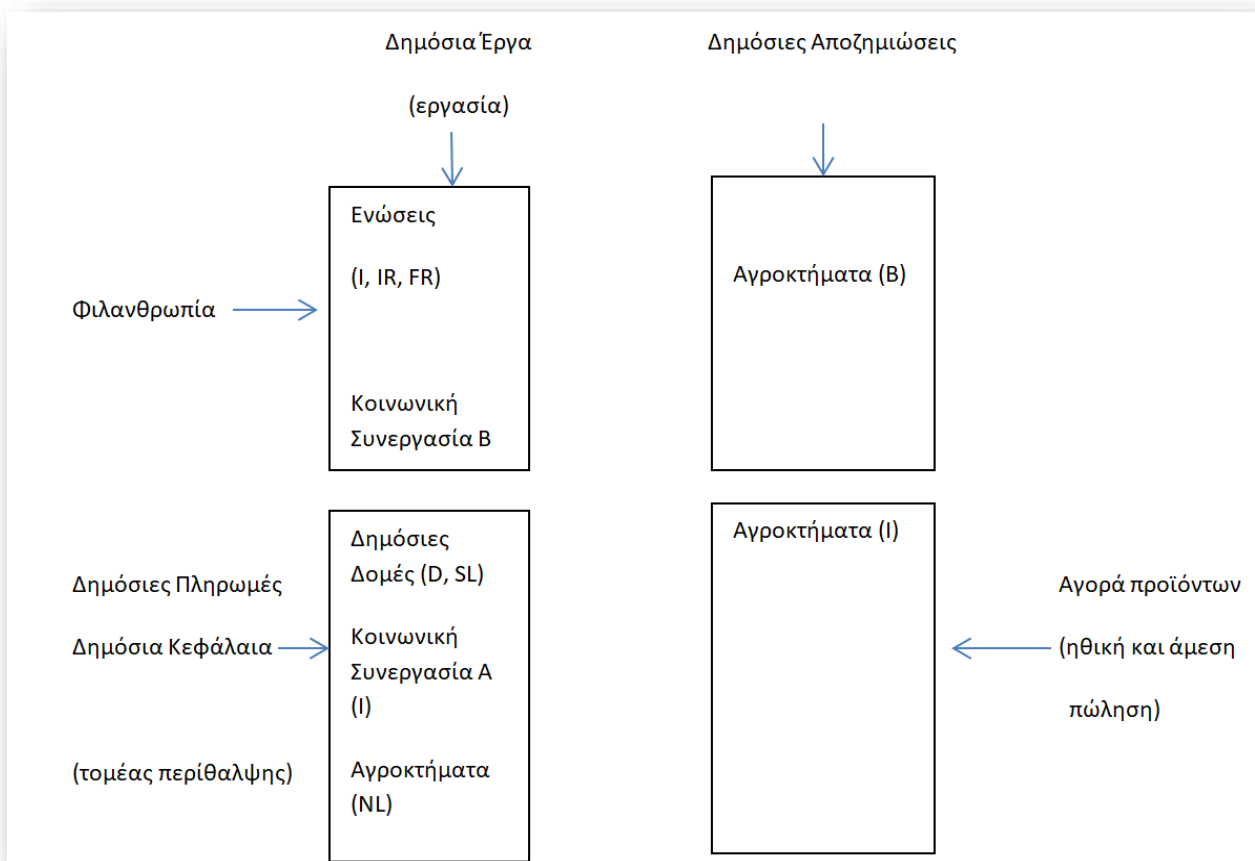 Δημόσια Έργα
(εργασία)
Δημόσιες Αποζημιώσεις
Φιλανθρωπία
Ενώσεις
(I, IR, FR)
Κοινωνική
Συνεργασία Β
Αγροκτήματα (Β)
Δημόσιες Πληρωμές
Δημόσια Κεφάλαια
(τομέας περίθαλψης)
Δημόσιες
Δομές (D, SL)
Κοινωνική
Συνεργασία Α
(I)
Αγροκτήματα
(NL)
Αγροκτήματα (I)
Αγορά προϊόντων
(ηθική και άμεση
πώληση)